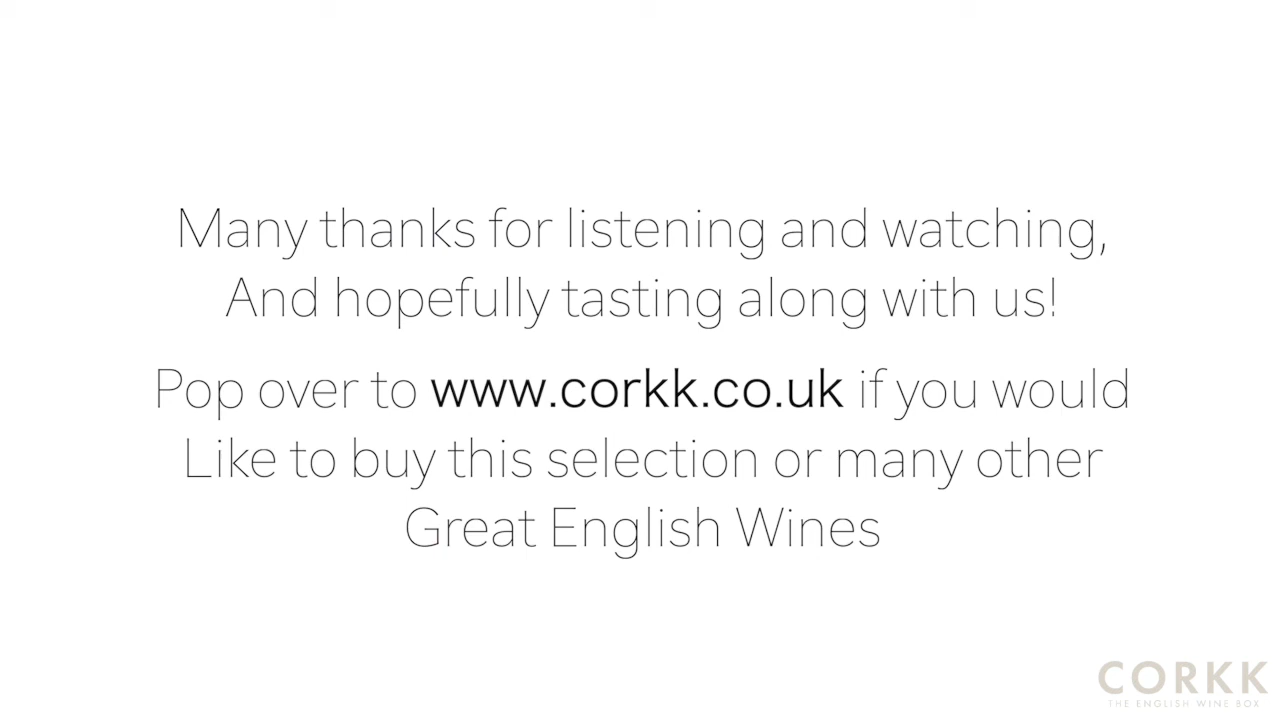 Many thanks for listening and watching,
And hopefully tasting along with us!
Pop over to www.corkk.co.uk if you would
Like to buy this selection or many other
Great English Wines
CORKK
THE ENGLISH WINE BOX